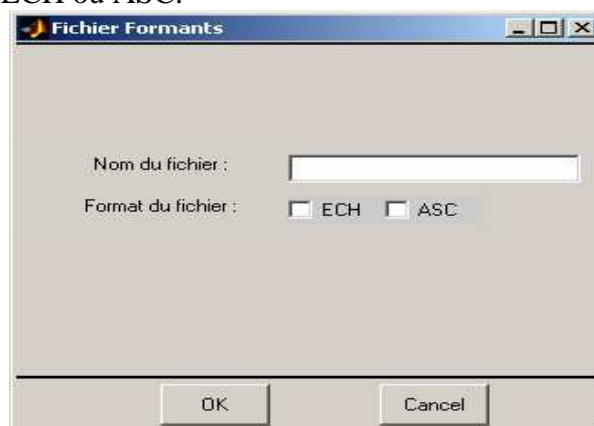 ECH ou ASC.
Fichier Formants
Nom du fichier :
Format du fichier :
ECH ASC
OK Cancel